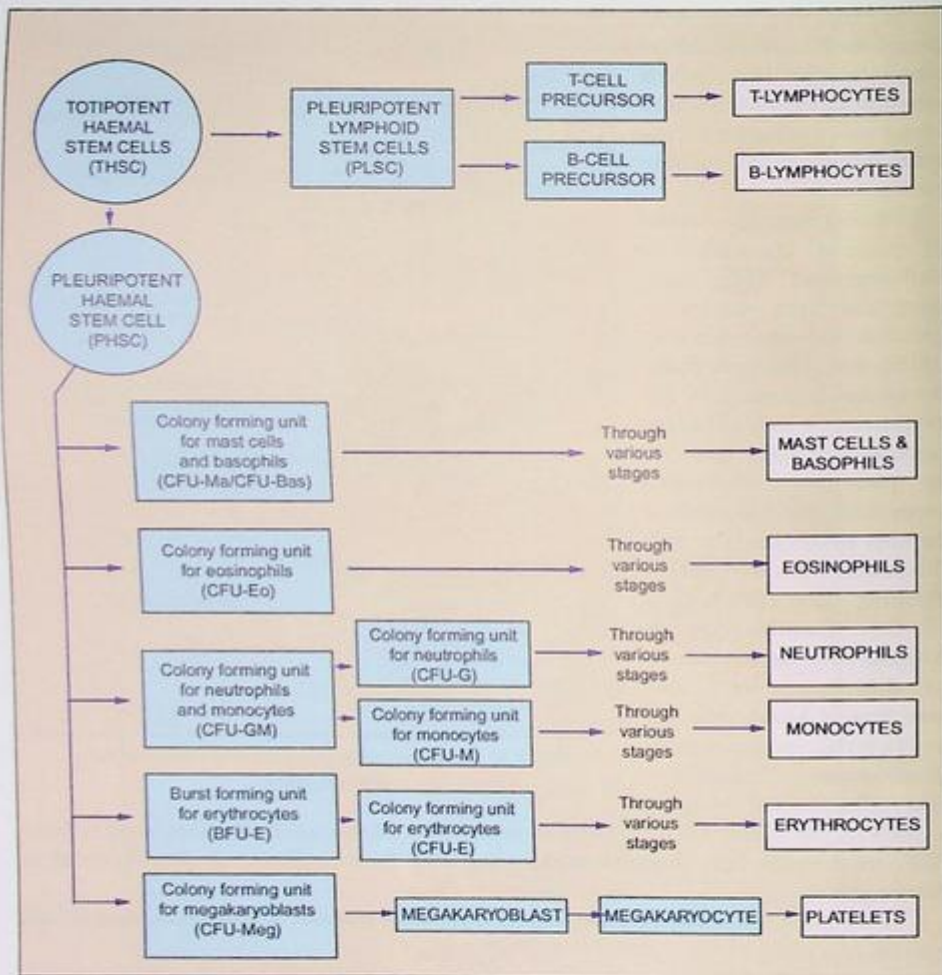 TOTIPOTENT
HAEMAL
STEM CELLS
(THSC)
PLEURIPOTENT
LYMPHOID
STEM CELLS
(PLSC)
T-CELL
PRECURSOR
T-LYMPHOCYTES
B-CELL
PRECURSOR
B-LYMPHOCYTES
PLEURIPOTENT
HAEMAL
STEM CELL
(PHSC)
Colony forming unit
for mast cells
and basophils
(CFU-Ma/CFU-Bas)
Through
various
stages
MAST CELLS &
BASOPHILS
Colony forming unit
for eosinophils
(CFU-Eo)
Through
various
stages
EOSINOPHILS
Colony forming unit
for neutrophils
and monocytes
(CFU-GM)
Colony forming unit
for neutrophils
(CFU-G)
Through
various
stages
NEUTROPHILS
Colony forming unit
for monocytes
(CFU-M)
Through
various
stages
MONOCYTES
Burst forming unit
for erythrocytes
(BFU-E)
Colony forming unit
for erythrocytes
(CFU-E)
Through
various
stages
ERYTHROCYTES
Colony forming unit
for megakaryoblasts
(CFU-Meg)
MEGAKARYOBLAST
MEGAKARYOCYTE
PLATELETS